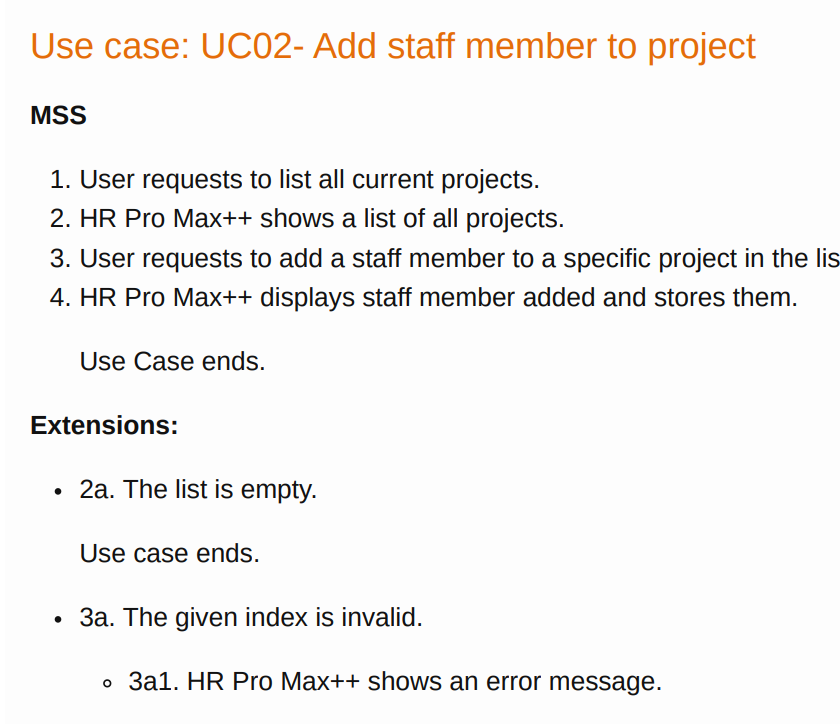 Use case: UC02- Add staff member to project
MSS
1. User requests to list all current projects.
2. HR Pro Max++ shows a list of all projects.
3. User requests to add a staff member to a specific project in the lis
4. HR Pro Max++ displays staff member added and stores them.
Use Case ends.
Extensions:
• 2a. The list is empty.
Use case ends.
• 3a. The given index is invalid.
◦ 3a1. HR Pro Max++ shows an error message.